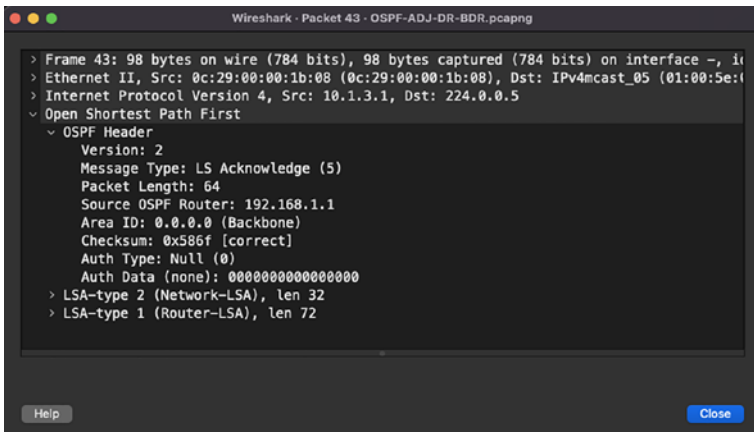 Wireshark · Packet 43 · OSPF-ADJ-DR-BDR.pcapng
> Frame 43: 98 bytes on wire (784 bits), 98 bytes captured (784 bits) on interface -,
> Ethernet II, Src: 0c:29:00:00:1b:08 (0c:29:00:00:1b:08), Dst: IPv4mcast_05 (01:00:5e:
> Internet Protocol Version 4, Src: 10.1.3.1, Dst: 224.0.0.5
Open Shortest Path First
OSPF Header
Version: 2
Message Type: LS Acknowledge (5)
Packet Length: 64
Source OSPF Router: 192.168.1.1
Area ID: 0.0.0.0 (Backbone)
Checksum: 0x586f [correct]
Auth Type: Null (0)
Auth Data (none): 0000000000000000
> LSA-type 2 (Network-LSA), len 32
> LSA-type 1 (Router-LSA), len 72
Help
Close